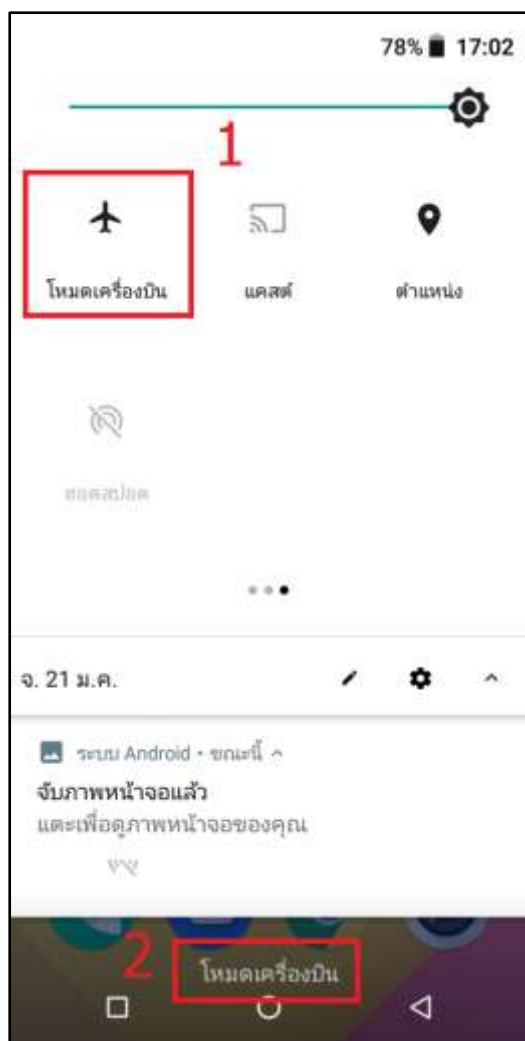 78% 17:02
1
โหมดเครื่องบิน
แคสต์
ตำแหน่ง
ฮอตสปอต
จ. 21 ม.ค.
ระบบ Android • ขณะนี้
จับภาพหน้าจอแล้ว
แตะเพื่อดูภาพหน้าจอของคุณ
2
โหมดเครื่องบิน